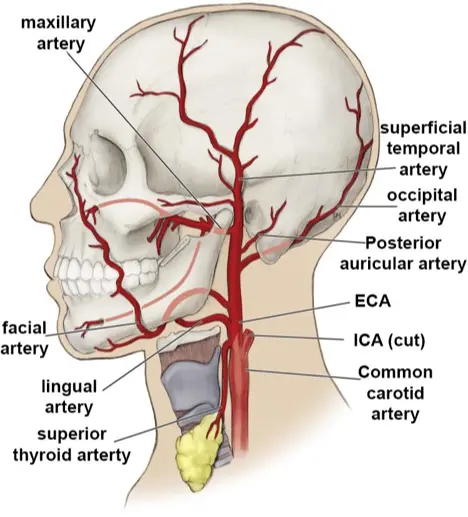 maxillary
artery
superficial
temporal
artery
occipital
artery
Posterior
auricular artery
ECA
ICA (cut)
Common
carotid
artery
facial
artery
lingual
artery
superior
thyroid arterty